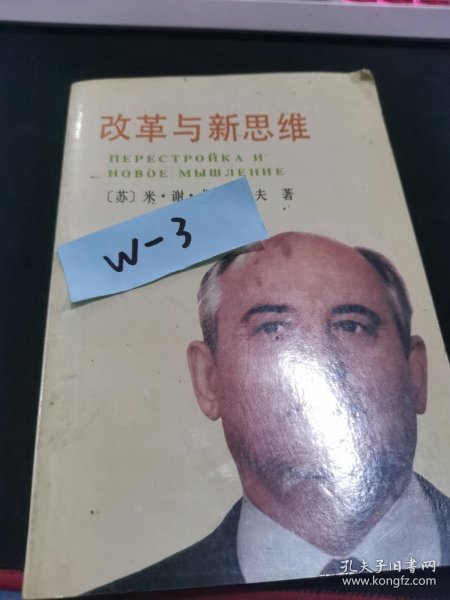 改革与新思维
ПЕРЕСТРОЙКА И
НОВОЕ МЫШЛЕНИЕ
〔苏〕米·谢· 夫 著
W-3
孔夫子旧书网
www.kongfz.com